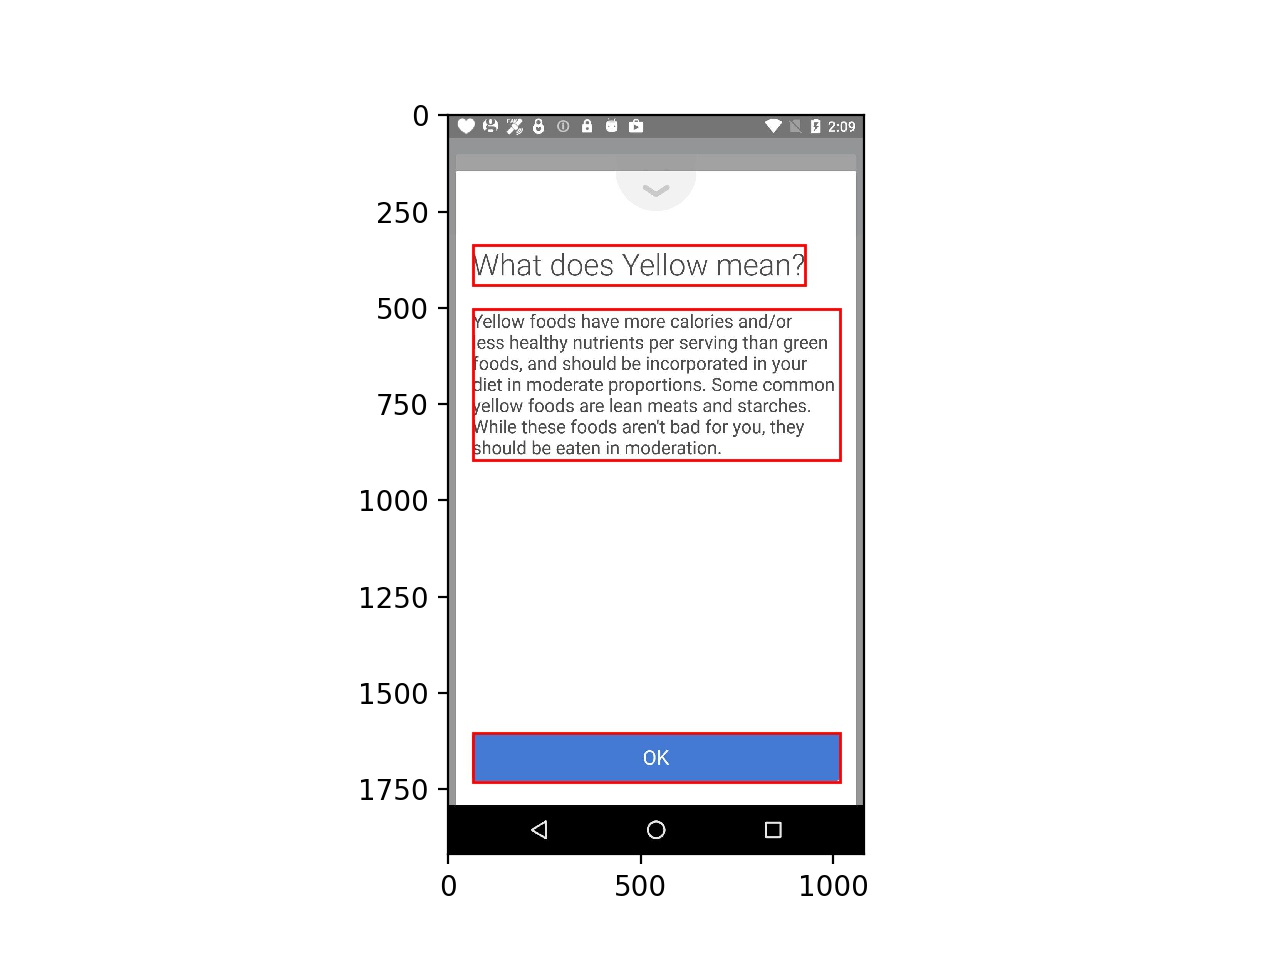 2:09
What does Yellow mean?
Yellow foods have more calories and/or
less healthy nutrients per serving than green
foods, and should be incorporated in your
diet in moderate proportions. Some common
yellow foods are lean meats and starches.
While these foods aren't bad for you, they
should be eaten in moderation.
OK
0
250
500
750
1000
1250
1500
1750
0 500 1000